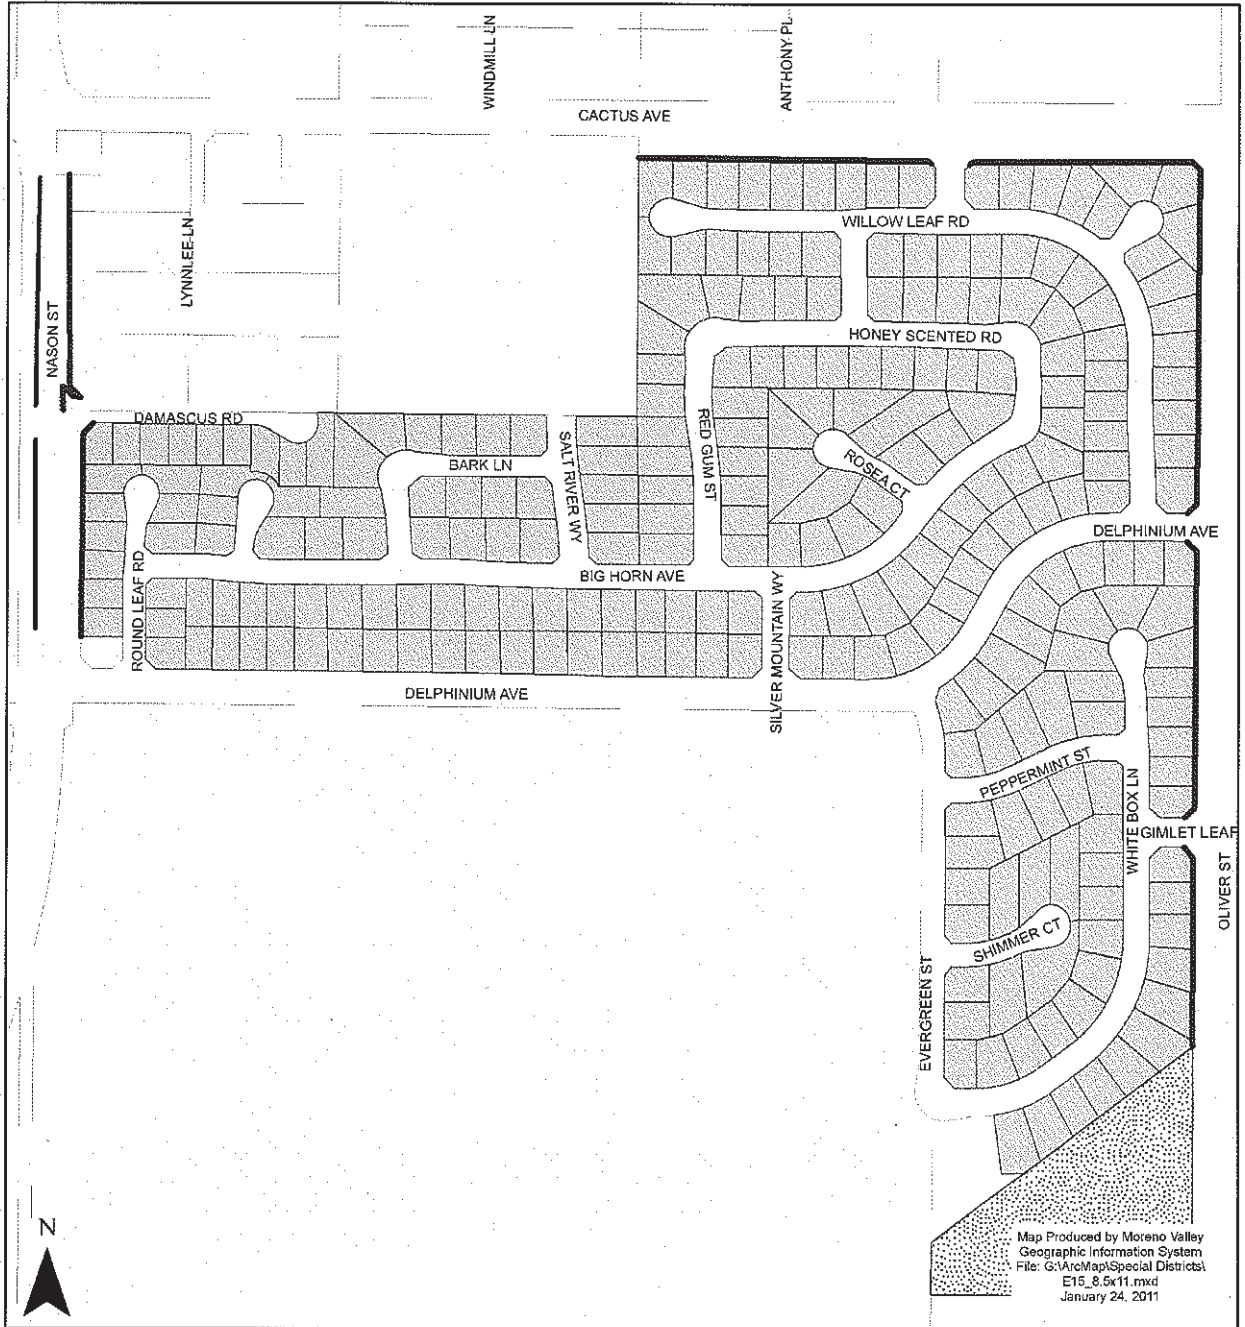 WINDMILL LN
ANTHONY PL
CACTUS AVE
WILLOW LEAF RD
LYNNLEE LN
NASON ST
HONEY SCENTED RD
DAMASCUS RD
RED GUM ST
SALT RIVER WY
BARK LN
ROSEA CT
DELPHINIUM AVE
BIG HORN AVE
ROUND LEAF RD
SILVER MOUNTAIN WY
DELPHINIUM AVE
PEPPERMINT ST
WHITE BOX LN
GIMLET LEAF
OLIVER ST
SHIMMER CT
EVERGREEN ST
N
Map Produced by Moreno Valley
Geographic Information System
File: G:\ArcMap\Special Districts\
E15_8.5x11.mxd
January 24, 2011